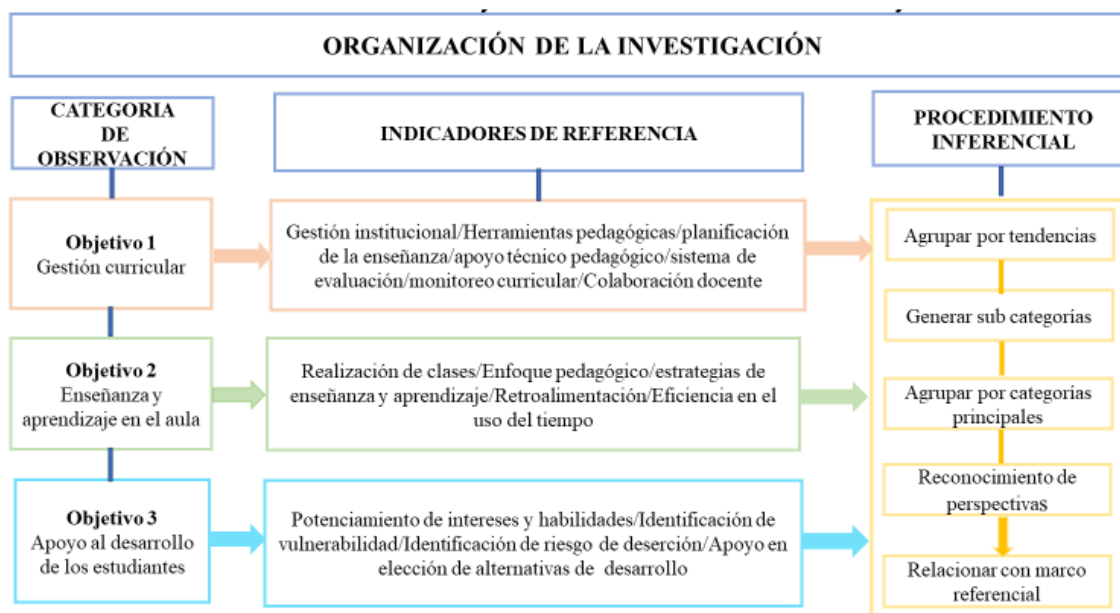 ORGANIZACIÓN DE LA INVESTIGACIÓN
CATEGORIA
DE
OBSERVACIÓN
INDICADORES DE REFERENCIA
PROCEDIMIENTO
INFERENCIAL
Objetivo 1
Gestión curricular
Gestión institucional/Herramientas pedagógicas/planificación
de la enseñanza/apoyo técnico pedagógico/sistema de
evaluación/monitoreo curricular/Colaboración docente
Agrupar por tendencias
Generar sub categorías
Objetivo 2
Enseñanza y
aprendizaje en el aula
Realización de clases/Enfoque pedagógico/estrategias de
enseñanza y aprendizaje/Retroalimentación/Eficiencia en el
uso del tiempo
Agrupar por categorías
principales
Reconocimiento de
perspectivas
Objetivo 3
Apoyo al desarrollo
de los estudiantes
Potenciamiento de intereses y habilidades/Identificación de
vulnerabilidad/Identificación de riesgo de deserción/Apoyo en
elección de alternativas de desarrollo
Relacionar con marco
referencial